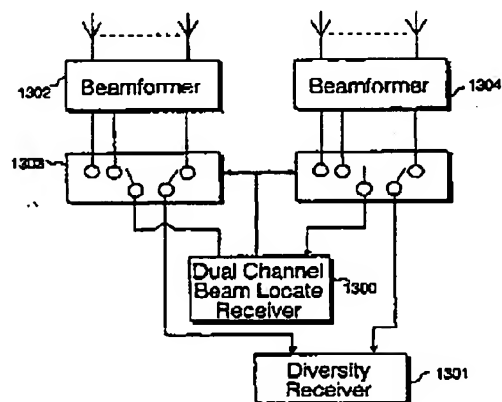 1302
Beamformer
Beamformer
1304
1303
Dual Channel
Beam Locate
Receiver
1300
Diversity
Receiver
1301